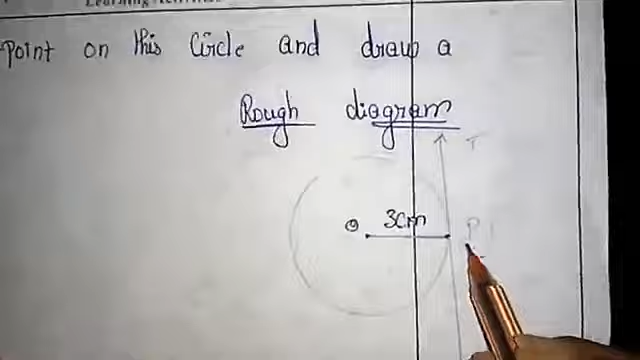 Point on this Circle and draw a
Rough diagram
T
O 3cm P